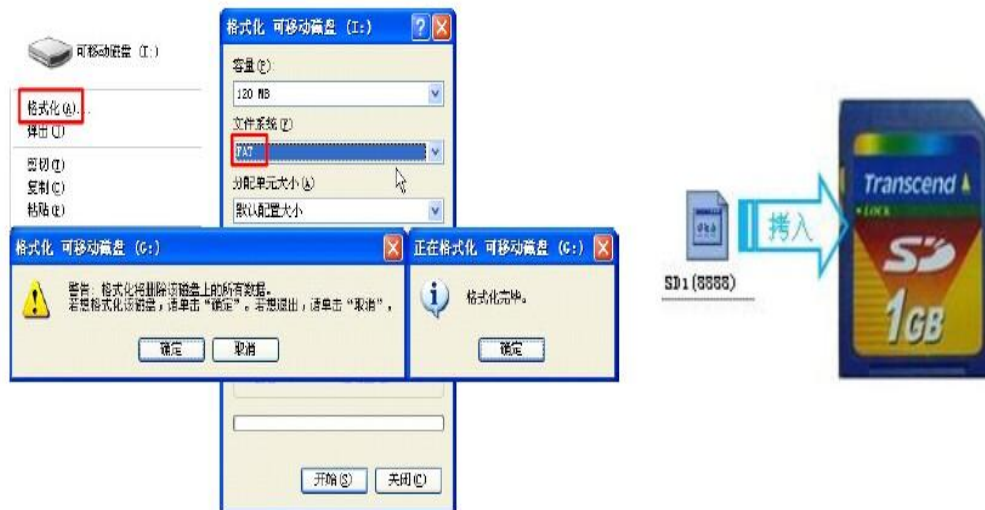 可移动磁盘 (I:)
格式化(A)...
弹出(J)
剪切(T)
复制(C)
粘贴(P)
格式化 可移动磁盘 (I:)
容量(P):
120 MB
文件系统(F)
FAT
分配单元大小(A)
默认配置大小
格式化 可移动磁盘 (G:)
警告: 格式化将删除该磁盘上的所有数据。
若想格式化该磁盘，请单击“确定”。若想退出，请单击“取消”。
确定
取消
正在格式化 可移动磁盘 (G:)
格式化完毕。
确定
开始(S)
关闭(C)
SD1(8888)
拷入
Transcend
LOCK
SD
1GB